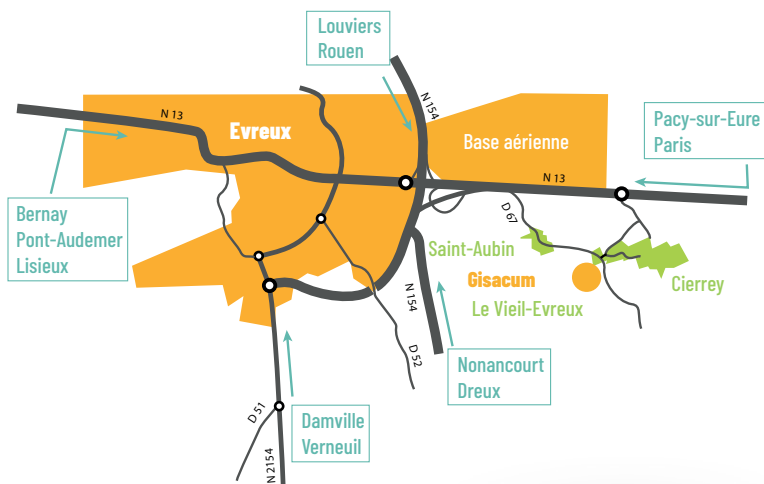 Louviers
Rouen
N 154
N 13
Evreux
Base aérienne
Pacy-sur-Eure
Paris
N 13
Bernay
Pont-Audemer
Lisieux
D 67
Saint-Aubin
Gisacum
Cierrey
Le Vieil-Evreux
N 154
D 52
Nonancourt
Dreux
D 51
Damville
Verneuil
N 2154